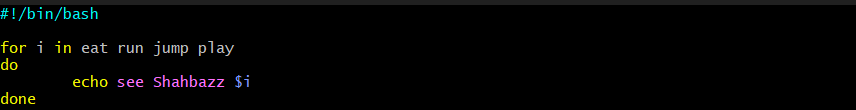 #!/bin/bash
for i in eat run jump play
do
echo see Shahbazz $i
done